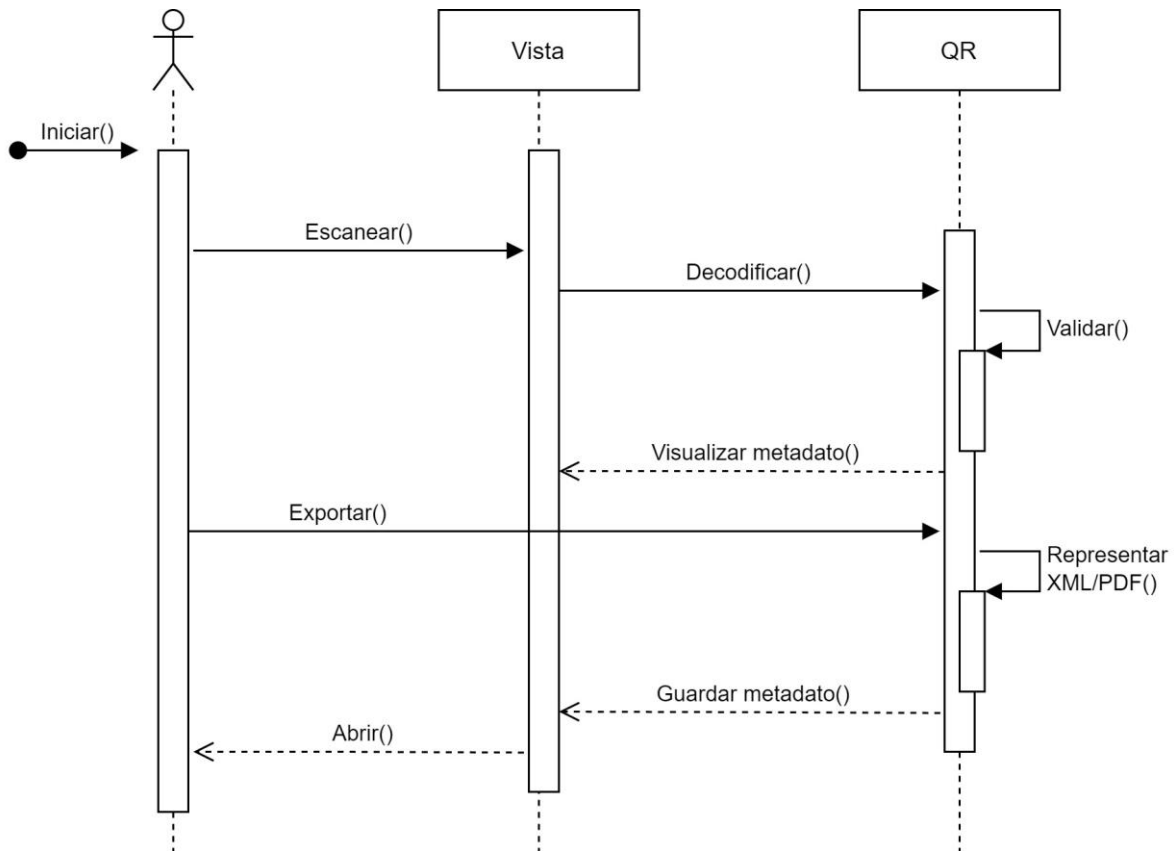 Vista
QR
Iniciar()
Escanear()
Decodificar()
Validar()
Visualizar metadato()
Exportar()
Representar
XML/PDF()
Guardar metadato()
Abrir()